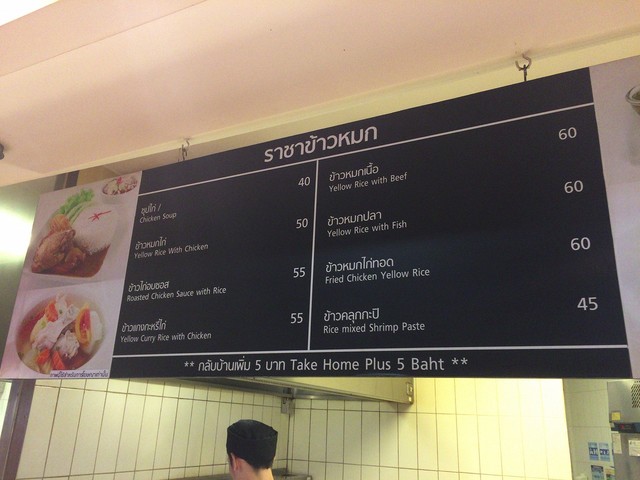 ราชาข้าวหมก
ซุปไก่ / 40
Chicken Soup
ข้าวหมกไก่ 50
Yellow Rice With Chicken
ข้าวไก่อบซอส 55
Roasted Chicken Sauce with Rice
ข้าวแกงกะหรี่ไก่ 55
Yellow Curry Rice with Chicken
ข้าวหมกเนื้อ 60
Yellow Rice with Beef
ข้าวหมกปลา 60
Yellow Rice with Fish
ข้าวหมกไก่ทอด 60
Fried Chicken Yellow Rice
ข้าวคลุกกะปิ 45
Rice mixed Shrimp Paste
** กลับบ้านเพิ่ม 5 บาท Take Home Plus 5 Baht **